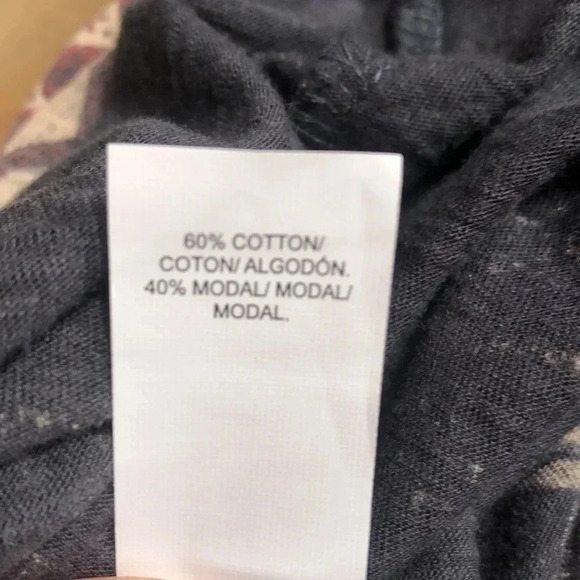 60% COTTON/
COTON/ ALGODÓN.
40% MODAL/ MODAL/
MODAL.